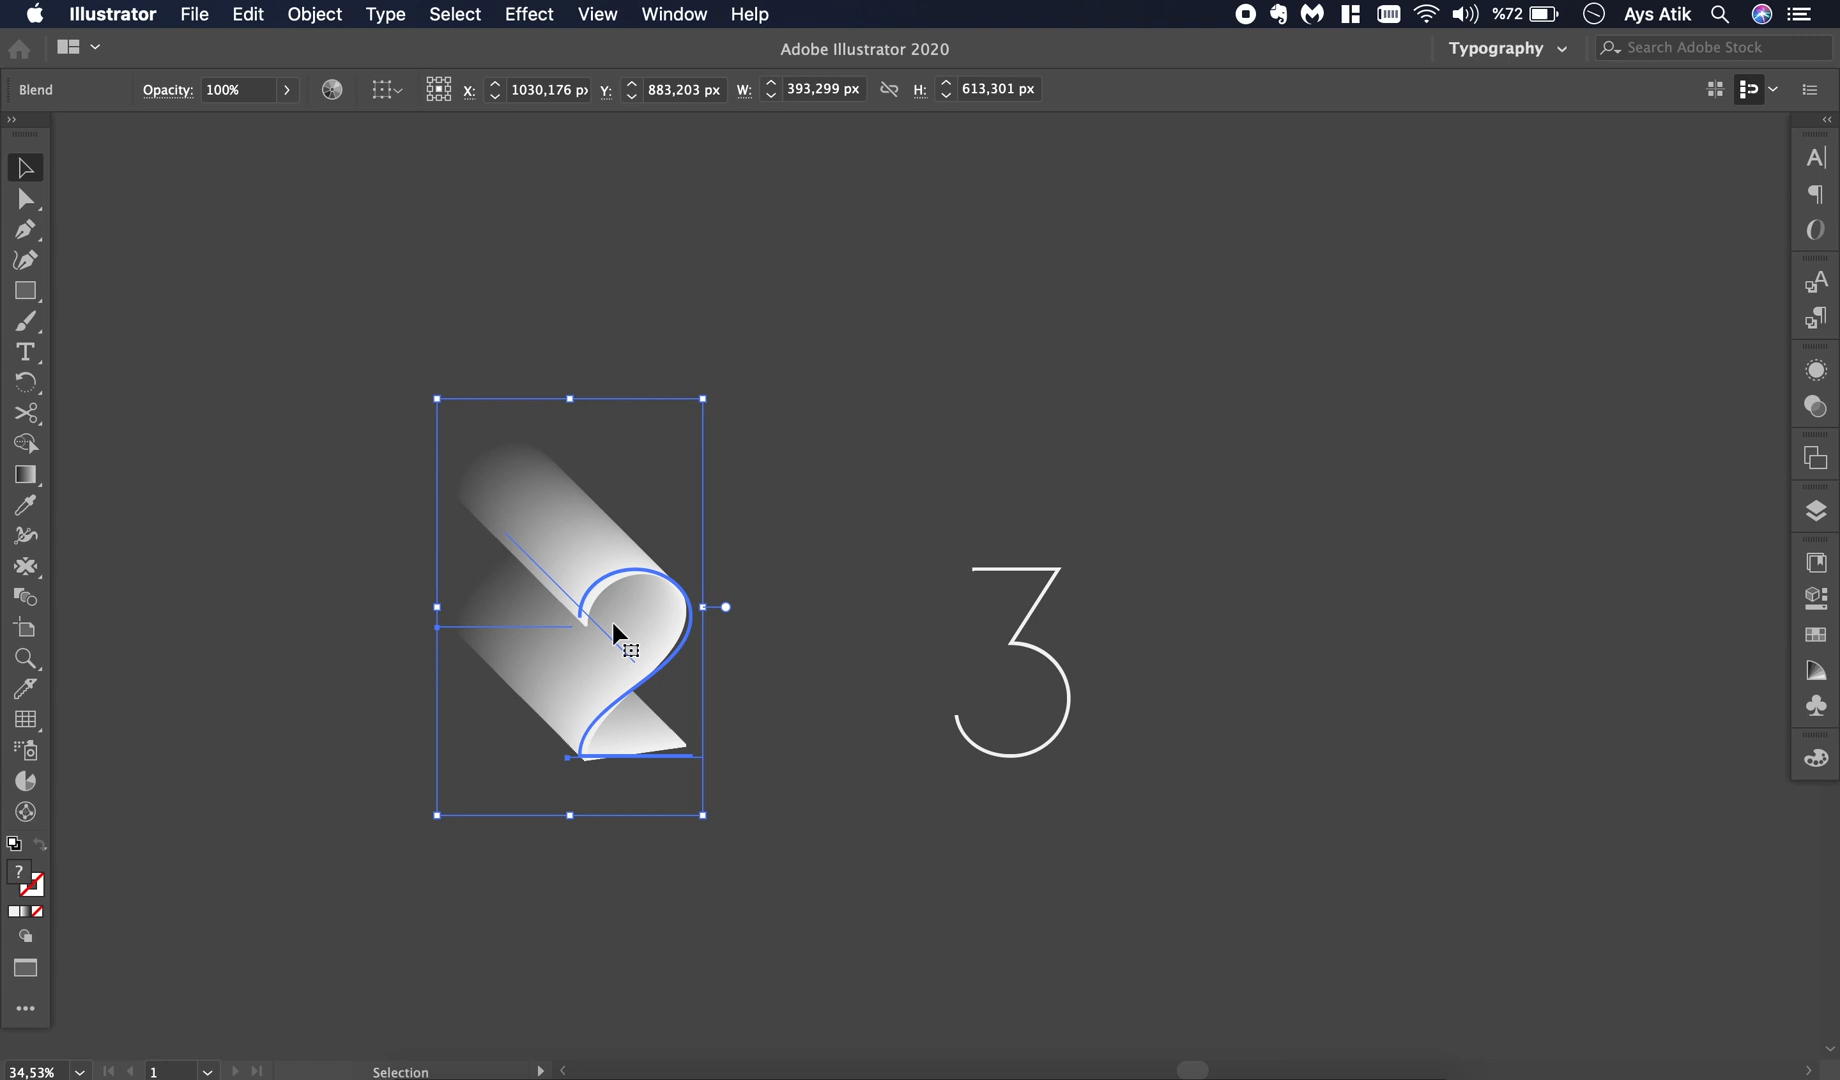 Illustrator File Edit Object Type Select Effect View Window Help %72 Ays Atik
Adobe Illustrator 2020 Typography Search Adobe Stock
Blend Opacity: 100% X: 1030,176 px Y: 883,203 px W: 393,299 px H: 613,301 px
2 3
34,53% 1 Selection